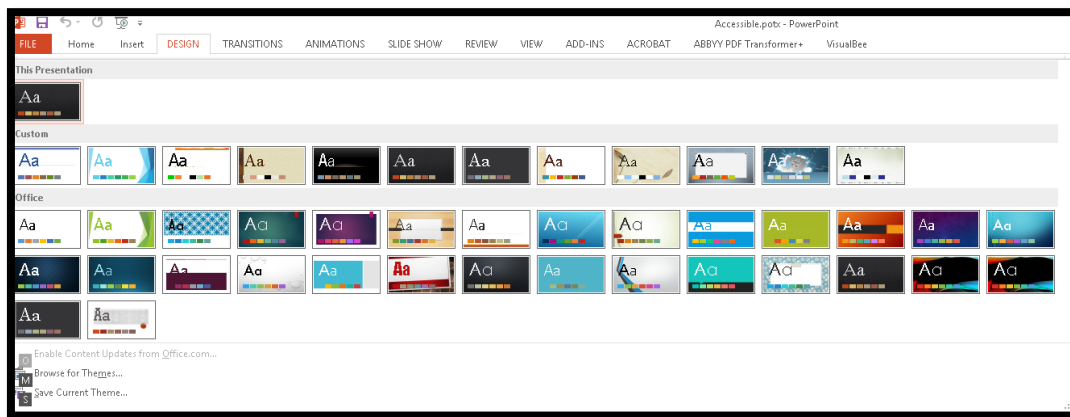 Accessible.potx - PowerPoint
FILE Home Insert DESIGN TRANSITIONS ANIMATIONS SLIDE SHOW REVIEW VIEW ADD-INS ACROBAT ABBYY PDF Transformer+ VisualBee
This Presentation
Aa
Custom
Aa Aa Aa Aa Aa Aa Aa Aa Aa Aa Aa Aa
Office
Aa Aa Aa Aa Aa Aa Aa Aa Aa Aa Aa Aa Aa Aa
Aa Aa Aa Aa Aa Aa Aa Aa Aa Aa Aa Aa Aa Aa
Aa Aa
O Enable Content Updates from Office.com...
M Browse for Themes...
S Save Current Theme...